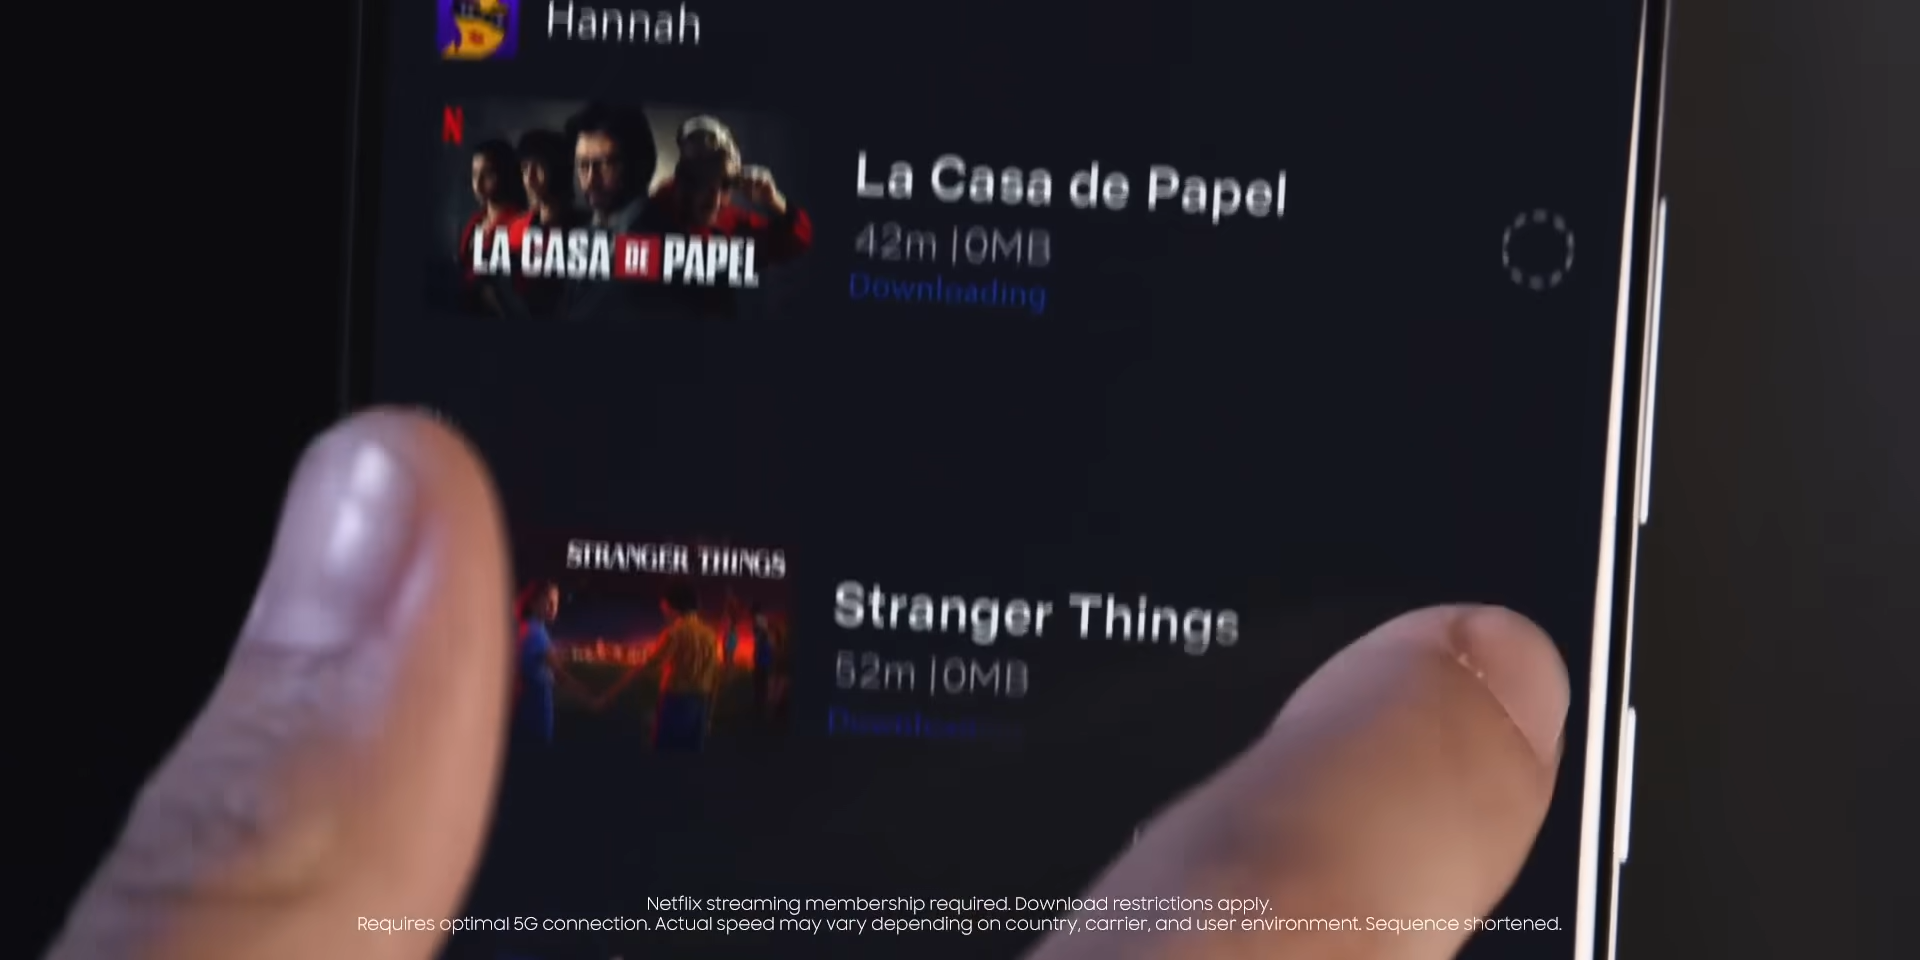 Hannah
N
La Casa de Papel
LA CASA DE PAPEL
42m |0MB
Downloading
STRANGER THINGS
Stranger Things
52m |0MB
Downloading
Netflix streaming membership required. Download restrictions apply.
Requires optimal 5G connection. Actual speed may vary depending on country, carrier, and user environment. Sequence shortened.